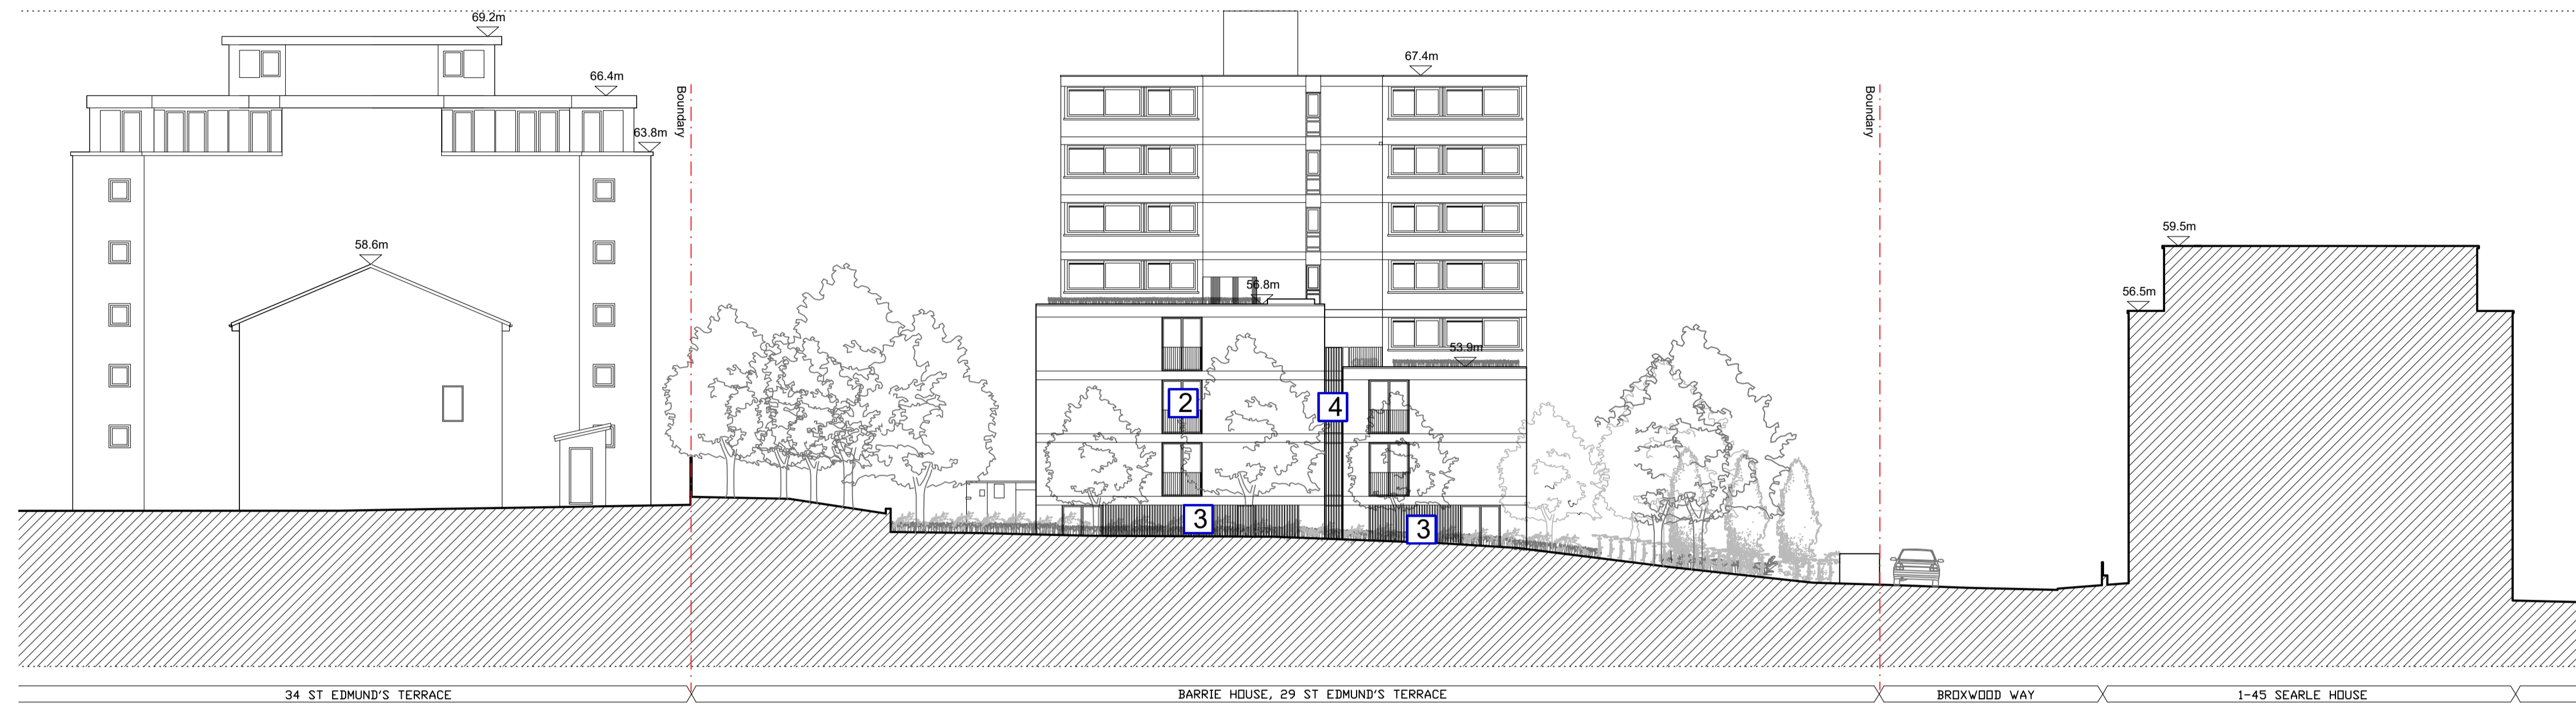 69.2m
66.4m
63.8m
58.6m
Boundary
67.4m
56.8m
53.9m
2
4
3
3
Boundary
59.5m
56.5m
34 ST EDMUND'S TERRACE
BARRIE HOUSE, 29 ST EDMUND'S TERRACE
BROXWOOD WAY
1-45 SEARLE HOUSE